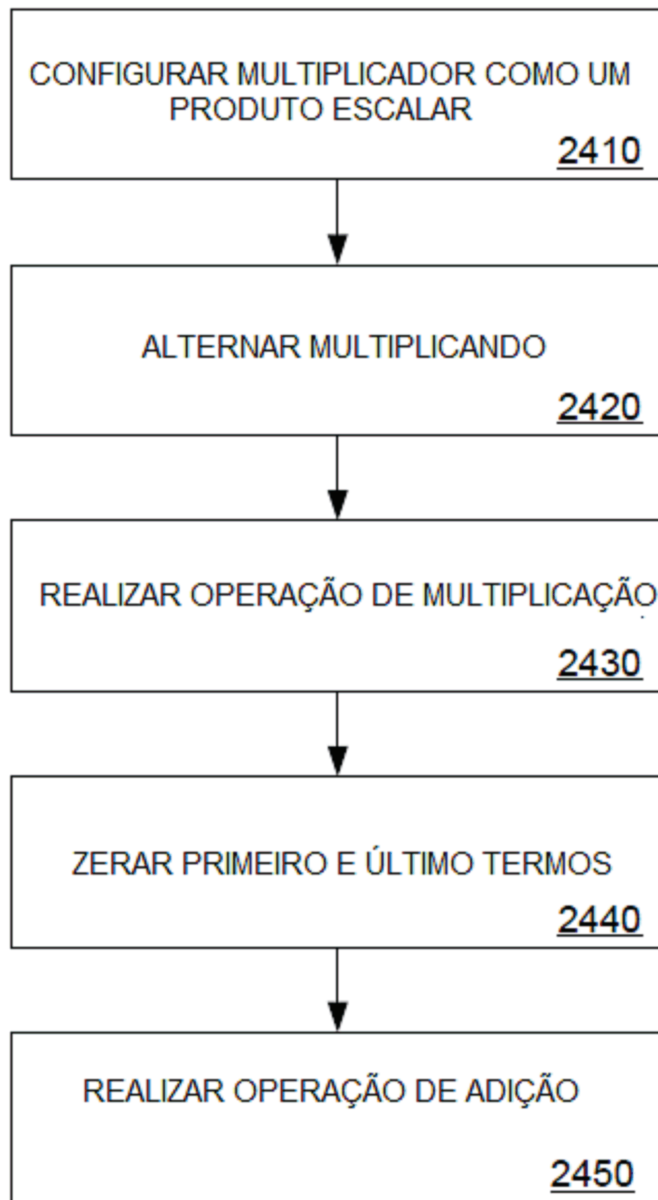 CONFIGURAR MULTIPLICADOR COMO UM
PRODUTO ESCALAR
2410
ALTERNAR MULTIPLICANDO
2420
REALIZAR OPERAÇÃO DE MULTIPLICAÇÃO
2430
ZERAR PRIMEIRO E ÚLTIMO TERMOS
2440
REALIZAR OPERAÇÃO DE ADIÇÃO
2450